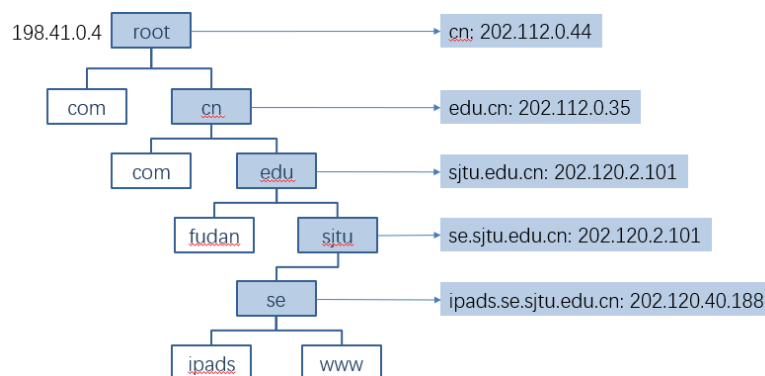 198.41.0.4 root cn: 202.112.0.44
com cn edu.cn: 202.112.0.35
com edu sjtu.edu.cn: 202.120.2.101
fudan sjtu se.sjtu.edu.cn: 202.120.2.101
se ipads.se.sjtu.edu.cn: 202.120.40.188
ipads www